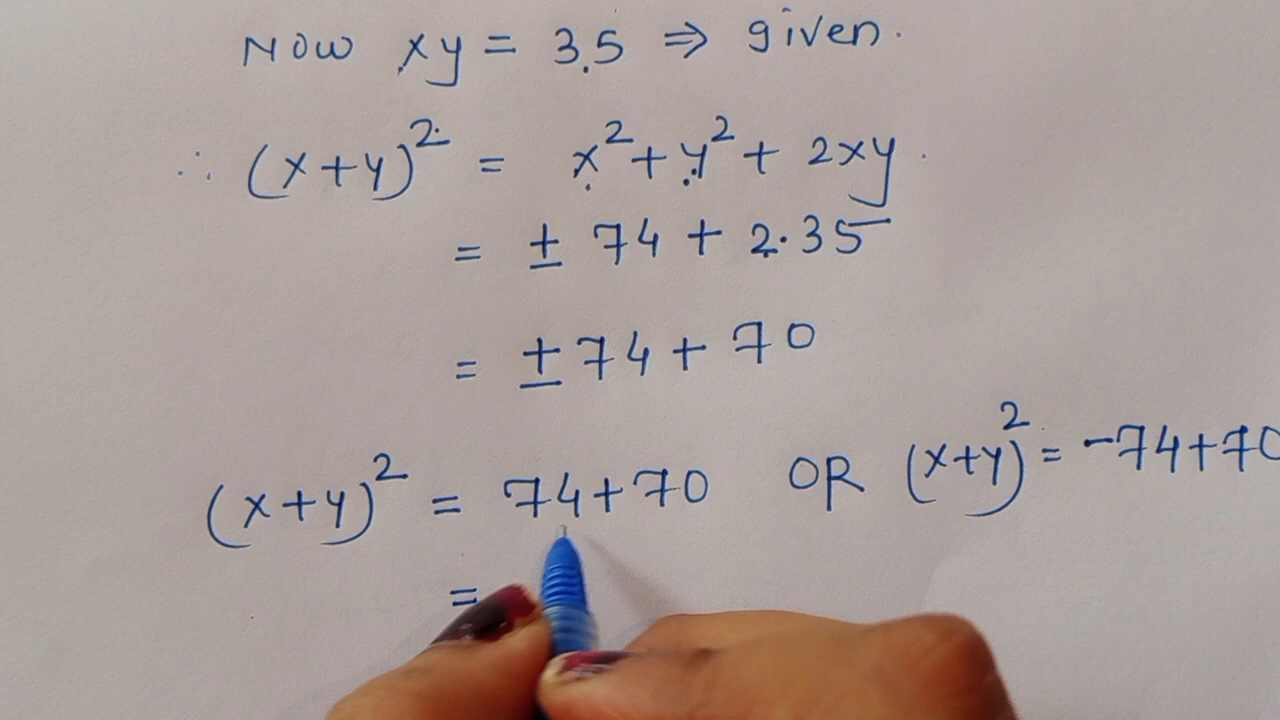 Now xy = 35 ⇒ given.
∴ (x+y)² = x²+y²+ 2xy.
= ± 74 + 2·35
= ±74+70
(x+y)² = 74+70 OR (x+y)² = -74+70
=